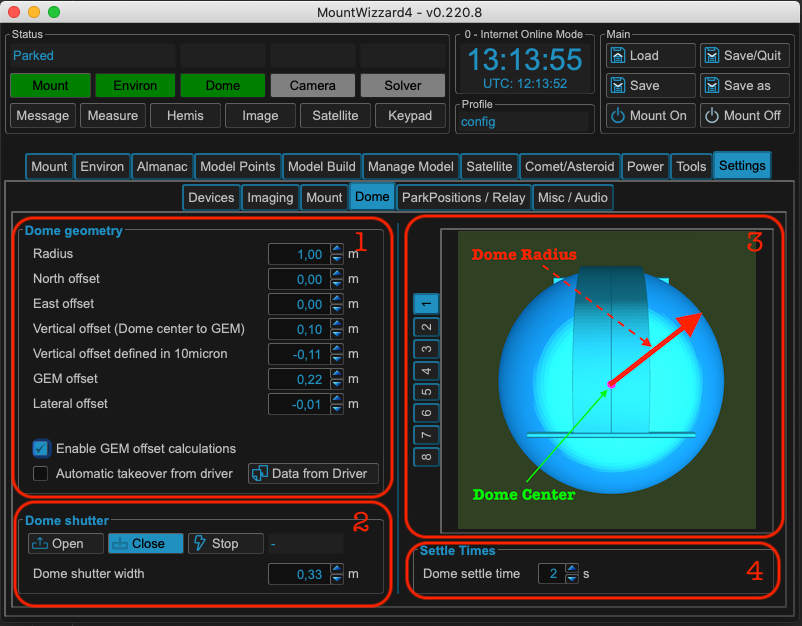 MountWizzard4 - v0.220.8
Status
Parked
Mount Environ Dome Camera Solver
Message Measure Hemis Image Satellite Keypad
0 - Internet Online Mode
13:13:55
UTC: 12:13:52
Profile
config
Main
Load Save/Quit
Save Save as
Mount On Mount Off
Mount Environ Almanac Model Points Model Build Manage Model Satellite Comet/Asteroid Power Tools Settings
Devices Imaging Mount Dome ParkPositions / Relay Misc / Audio
Dome geometry 1
Radius 1,00 m
North offset 0,00 m
East offset 0,00 m
Vertical offset (Dome center to GEM) 0,10 m
Vertical offset defined in 10micron -0,11 m
GEM offset 0,22 m
Lateral offset -0,01 m
Enable GEM offset calculations
Automatic takeover from driver Data from Driver
Dome shutter 2
Open Close Stop -
Dome shutter width 0,33 m
3
Dome Radius
1
2
3
4
5
6
7
8
Dome Center
Settle Times
Dome settle time 2 s 4